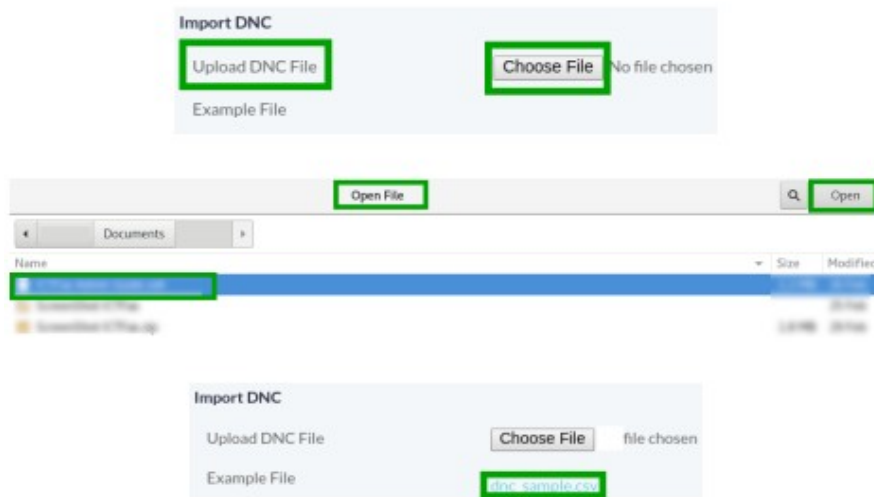 Import DNC
Upload DNC File Choose File No file chosen
Example File
Open File Open
Documents
Name Size Modified
Import DNC
Upload DNC File Choose File file chosen
Example File dnc_sample.csv